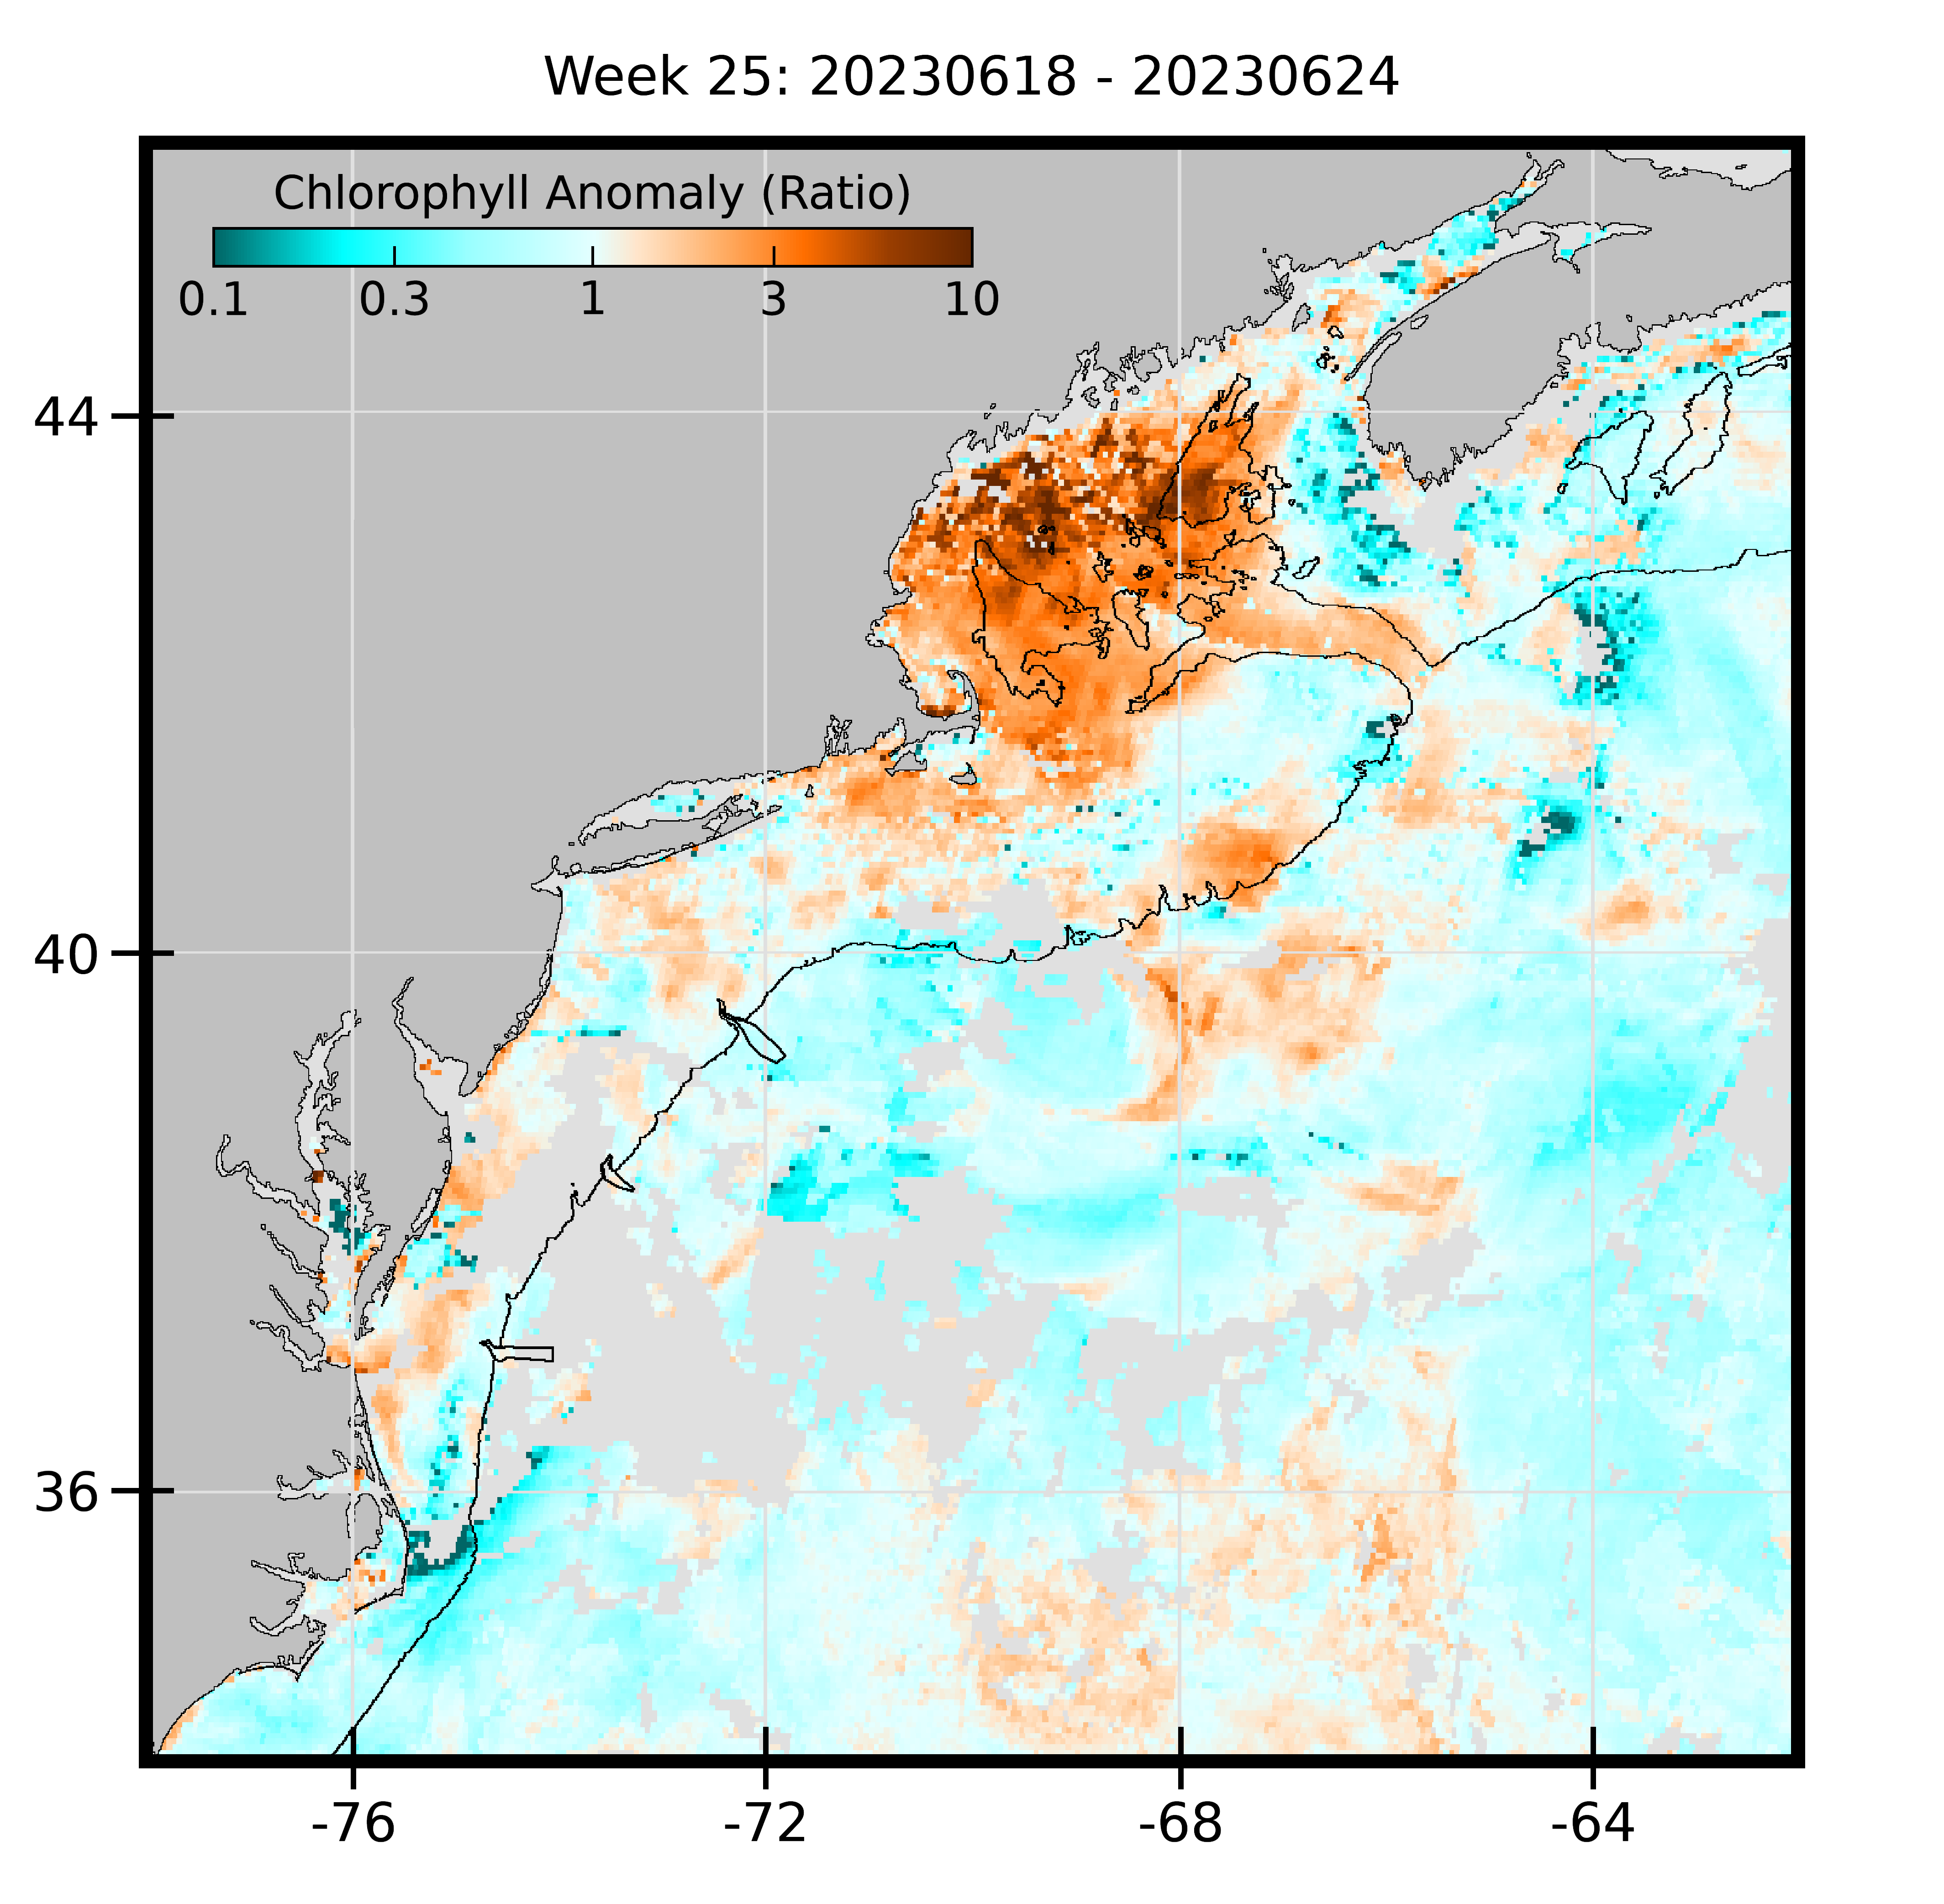 Week 25: 20230618 - 20230624
Chlorophyll Anomaly (Ratio)
0.1 0.3 1 3 10
44
40
36
-76 -72 -68 -64